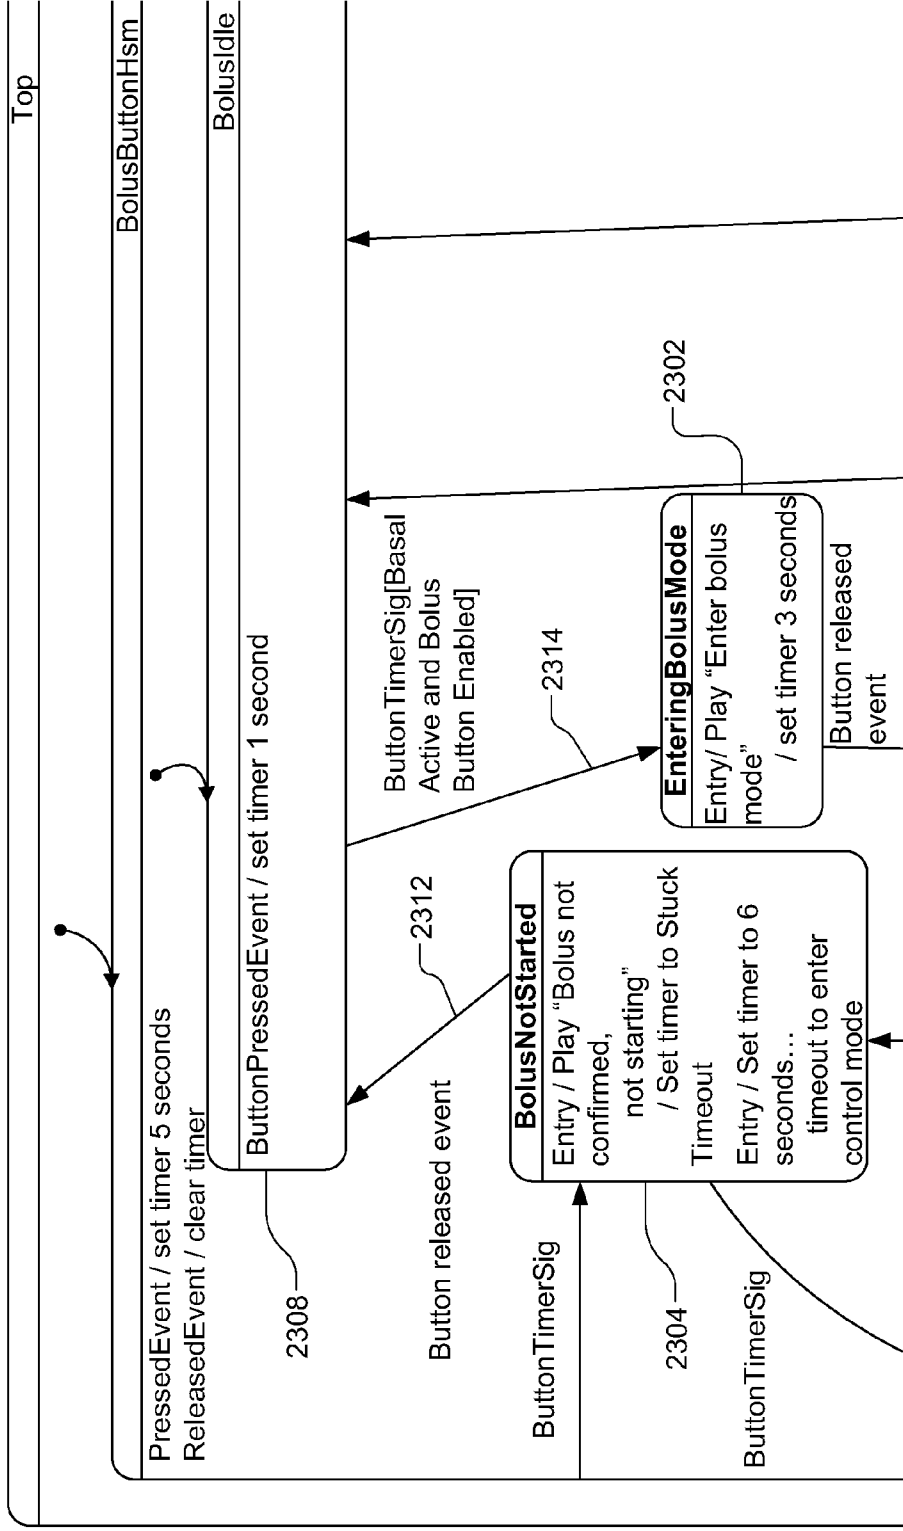 Top
BolusButtonHsm
PressedEvent / set timer 5 seconds
ReleasedEvent / clear timer
BolusIdle
ButtonPressedEvent / set timer 1 second
2308
Button released event
2312
2314
ButtonTimerSig[Basal
Active and Bolus
Button Enabled]
ButtonTimerSig
BolusNotStarted
Entry / Play “Bolus not
confirmed,
not starting”
/ Set timer to Stuck
Timeout
Entry / Set timer to 6
seconds...
timeout to enter
control mode
2304
ButtonTimerSig
EnteringBolusMode
Entry/ Play “Enter bolus
mode”
/ set timer 3 seconds
2302
Button released
event